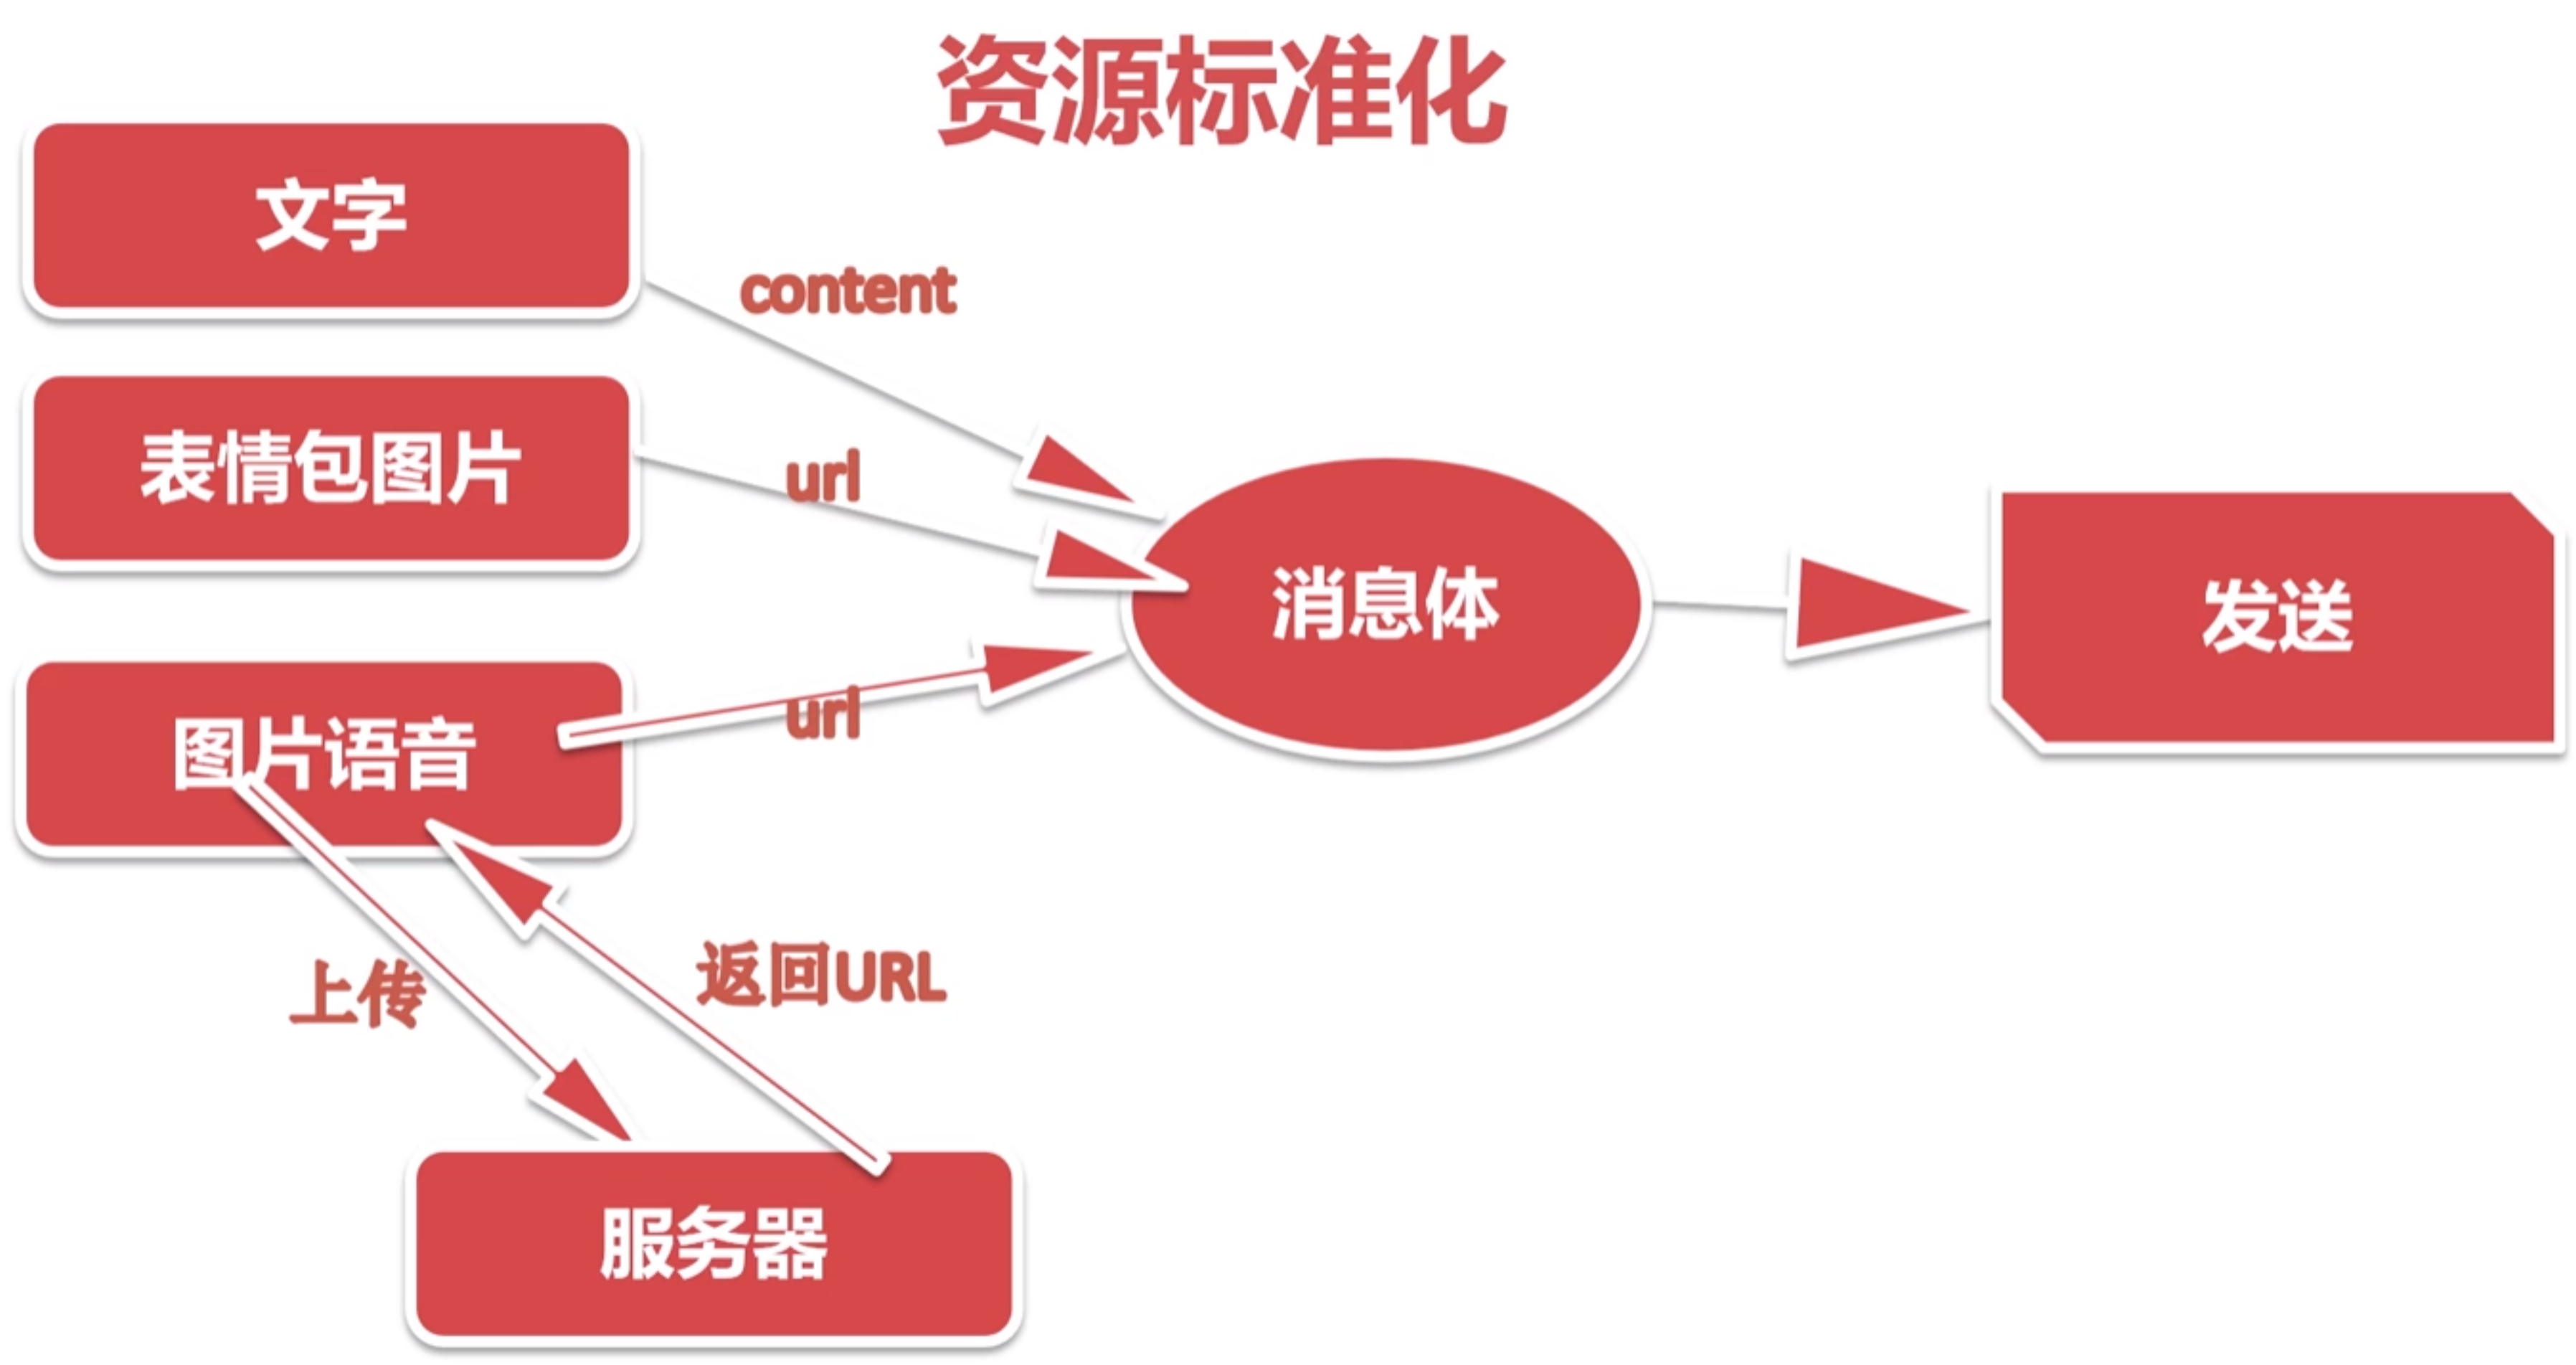 资源标准化
文字
content
表情包图片
url
消息体
发送
图片语音
url
上传
返回URL
服务器